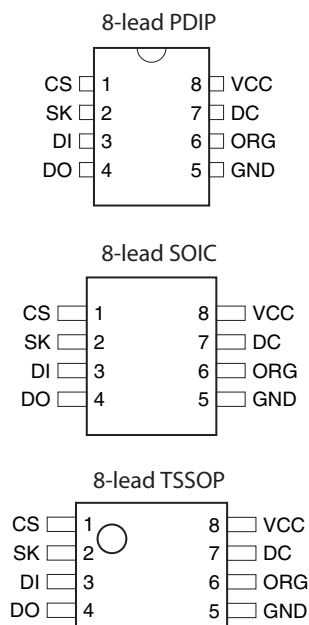 8-lead PDIP
CS 1 8 VCC
SK 2 7 DC
DI 3 6 ORG
DO 4 5 GND
8-lead SOIC
CS 1 8 VCC
SK 2 7 DC
DI 3 6 ORG
DO 4 5 GND
8-lead TSSOP
CS 1 8 VCC
SK 2 7 DC
DI 3 6 ORG
DO 4 5 GND